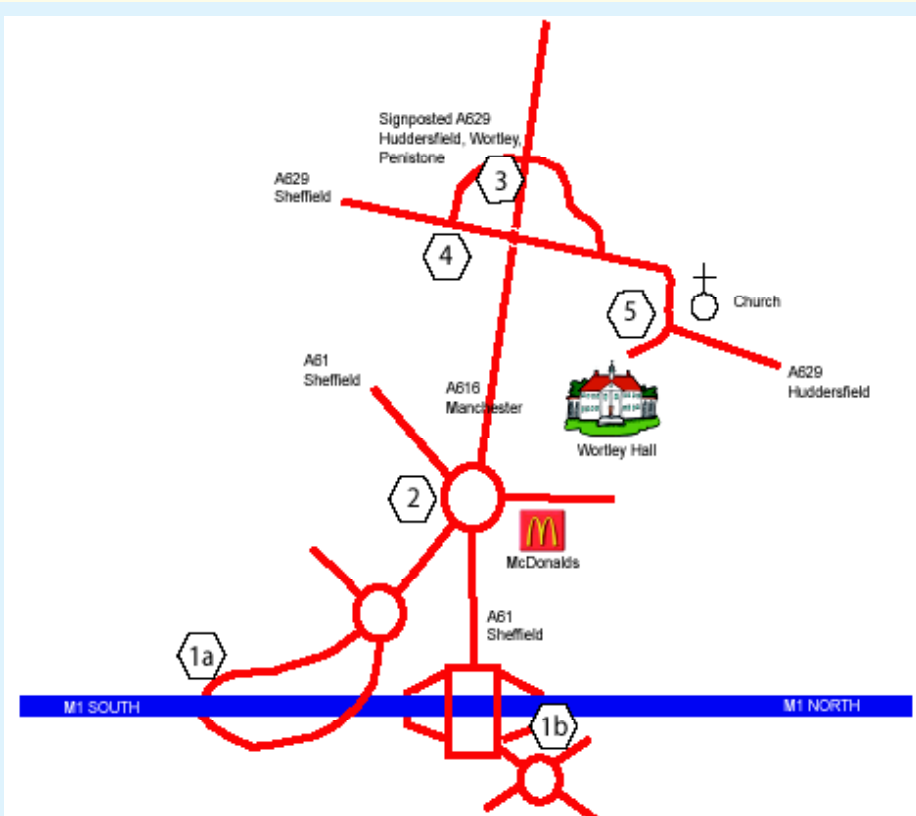 Signposted A629
Huddersfield, Wortley,
Penistone
A629
Sheffield
3
4
5
Church
A61
Sheffield
A616
Manchester
A629
Huddersfield
Wortley Hall
2
McDonalds
A61
Sheffield
1a
M1 SOUTH
M1 NORTH
1b